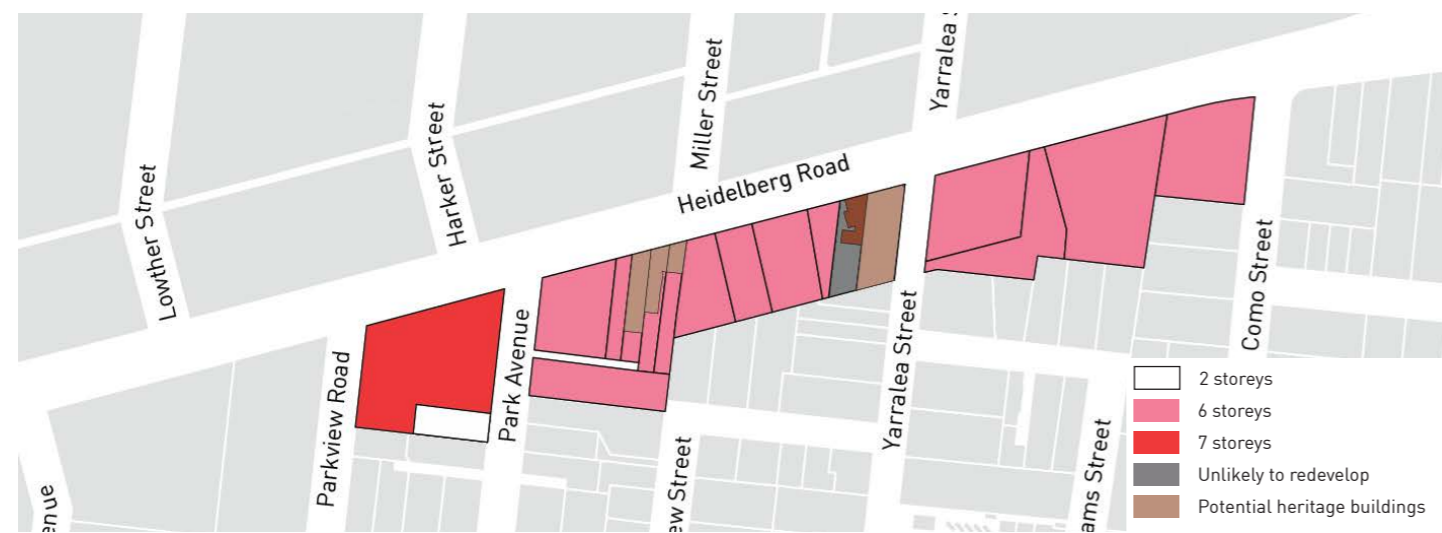 Lowther Street
Harker Street
Miller Street
Yarralea S
Heidelberg Road
Parkview Road
Park Avenue
Yarralea Street
Como Street
enue
ew Street
ams Street
2 storeys
6 storeys
7 storeys
Unlikely to redevelop
Potential heritage buildings